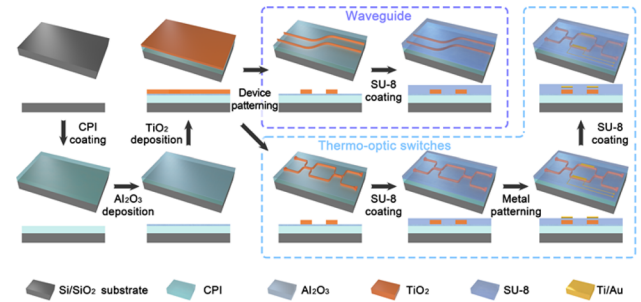 Waveguide
Device
patterning
SU-8
coating
CPI
coating
TiO₂
deposition
Thermo-optic switches
SU-8
coating
Al₂O₃
deposition
SU-8
coating
Metal
patterning
Si/SiO₂ substrate
CPI
Al₂O₃
TiO₂
SU-8
Ti/Au